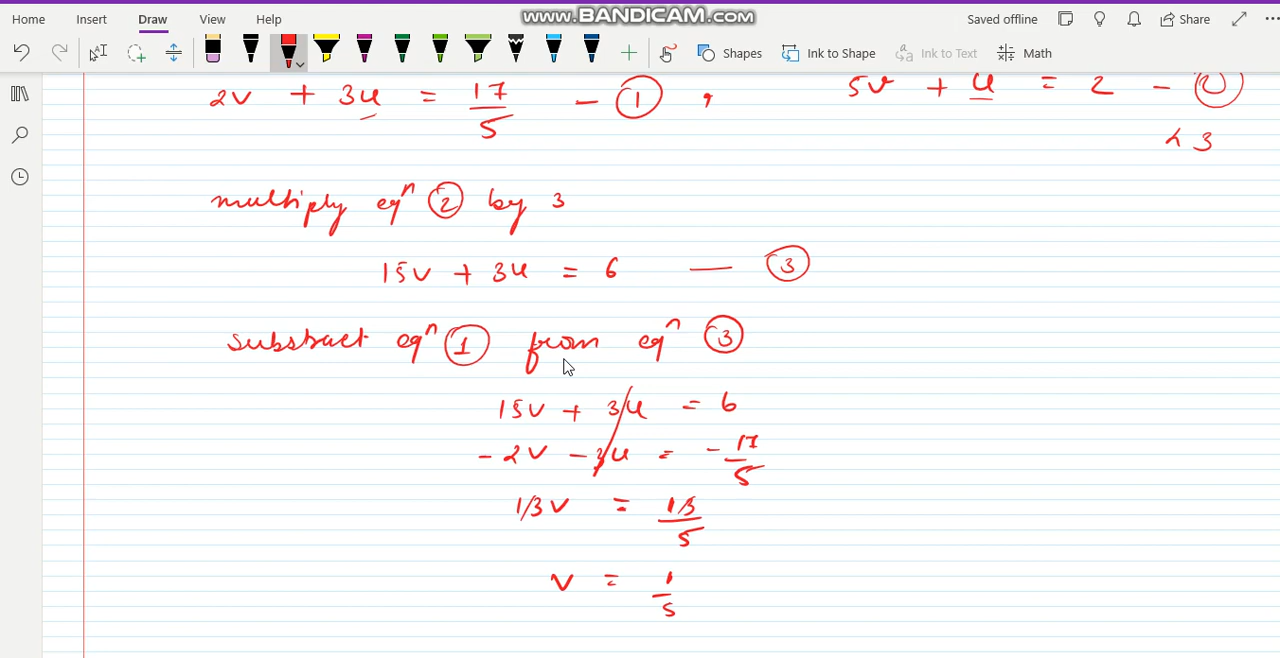 www.BANDICAM.com
Home Insert Draw View Help Saved offline Share
Shapes Ink to Shape Ink to Text Math
2v + 3u = 17/5 - ① , 5v + u = 2 - ②
× 3
multiply eqⁿ ② by 3
15v + 3u = 6 — ③
substract eqⁿ ① from eqⁿ ③
15v + 3u = 6
- 2v - 3u = - 17/5
13v = 13/5
v = 1/5